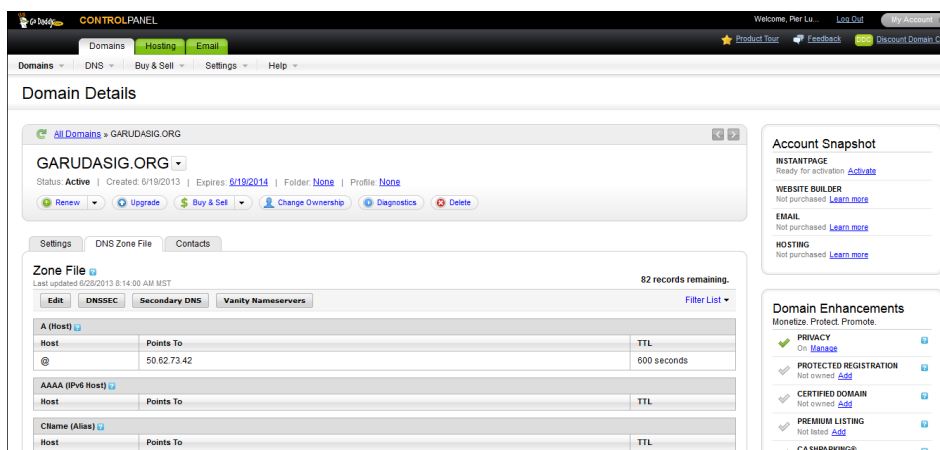 Go Daddy.com CONTROLPANEL
Welcome, Pier Lu... Log Out My Account
Domains Hosting Email
Product Tour Feedback DDC Discount Domain C
Domains DNS Buy & Sell Settings Help
Domain Details
All Domains » GARUDASIG.ORG
GARUDASIG.ORG
Status: Active | Created: 6/19/2013 | Expires: 6/19/2014 | Folder: None | Profile: None
Renew Upgrade Buy & Sell Change Ownership Diagnostics Delete
Settings DNS Zone File Contacts
Zone File
Last updated 6/28/2013 8:14:00 AM MST
82 records remaining.
Edit DNSSEC Secondary DNS Vanity Nameservers
Filter List
A (Host)
Host Points To TTL
@ 50.62.73.42 600 seconds
AAAA (IPv6 Host)
Host Points To TTL
CName (Alias)
Host Points To TTL
Account Snapshot
INSTANTPAGE
Ready for activation Activate
WEBSITE BUILDER
Not purchased Learn more
EMAIL
Not purchased Learn more
HOSTING
Not purchased Learn more
Domain Enhancements
Monetize. Protect. Promote.
PRIVACY
On Manage
PROTECTED REGISTRATION
Not owned Add
CERTIFIED DOMAIN
Not owned Add
PREMIUM LISTING
Not listed Add
CASHPARKING®